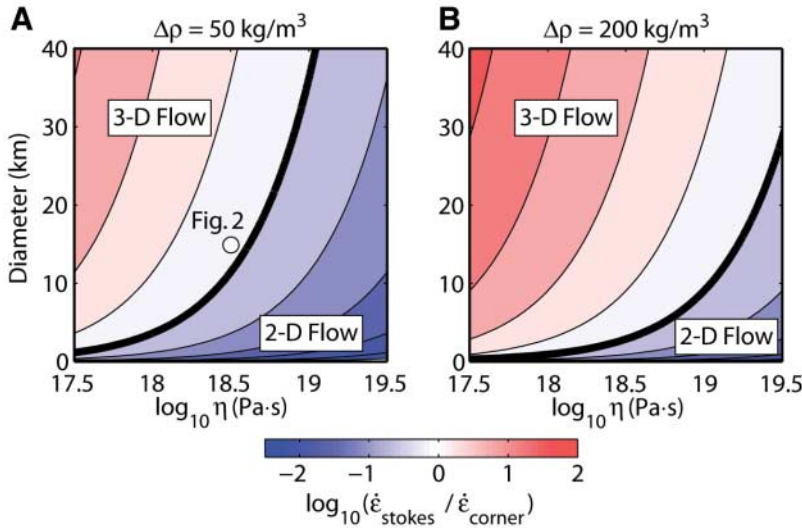 A
Δρ = 50 kg/m³
B
Δρ = 200 kg/m³
Diameter (km)
40
30
20
10
0
3-D Flow
Fig. 2
2-D Flow
17.5 18 18.5 19 19.5
log₁₀ η (Pa·s)
40
30
20
10
0
3-D Flow
2-D Flow
17.5 18 18.5 19 19.5
log₁₀ η (Pa·s)
−2 −1 0 1 2
log₁₀(ε̇stokes / ε̇corner)